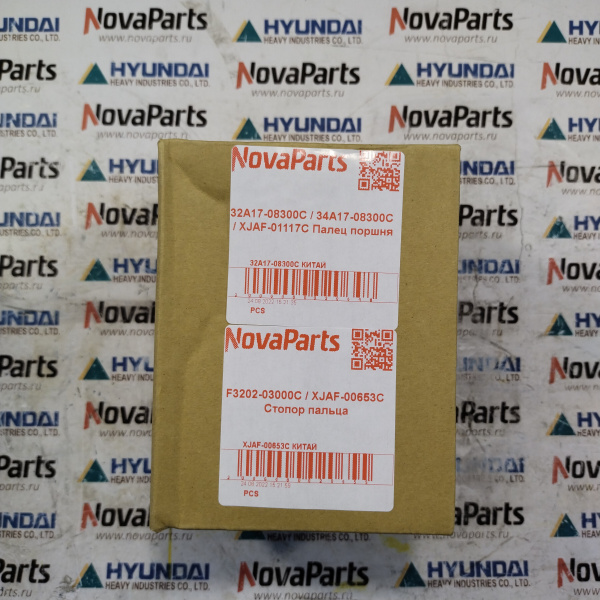 NovaParts
32A17-08300C / 34A17-08300C
/ XJAF-01117C Палец поршня
32A17-08300C КИТАЙ
PCS
NovaParts
F3202-03000C / XJAF-00653C
Стопор пальца
XJAF-00653C КИТАЙ
PCS
NovaParts
www.novaparts.ru
HYUNDAI
HEAVY INDUSTRIES CO., LTD.